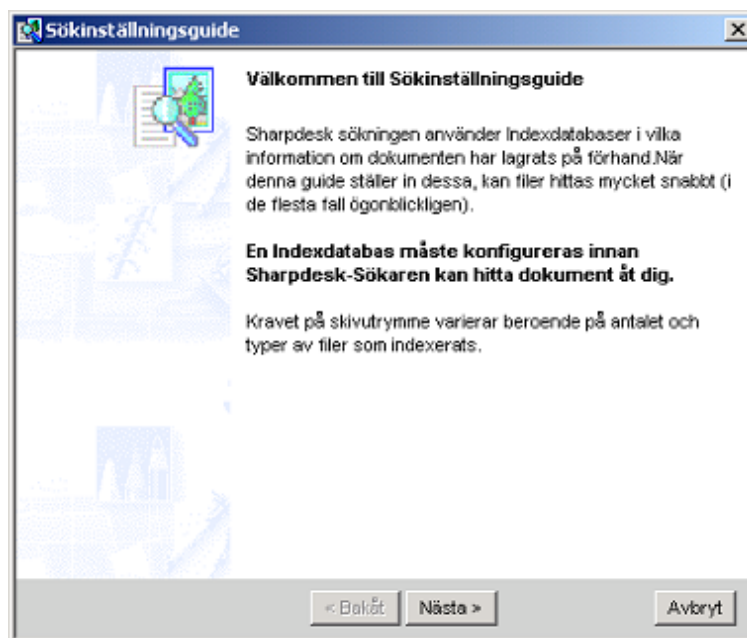 Sökinställningsguide
Välkommen till Sökinställningsguide
Sharpdesk sökningen använder Indexdatabaser i vilka
information om dokumenten har lagrats på förhand.När
denna guide ställer in dessa, kan filer hittas mycket snabbt (i
de flesta fall ögonblickligen).
En Indexdatabas måste konfigureras innan
Sharpdesk-Sökaren kan hitta dokument åt dig.
Kravet på skivutrymme varierar beroende på antalet och
typer av filer som indexerats.
< Bakåt Nästa > Avbryt